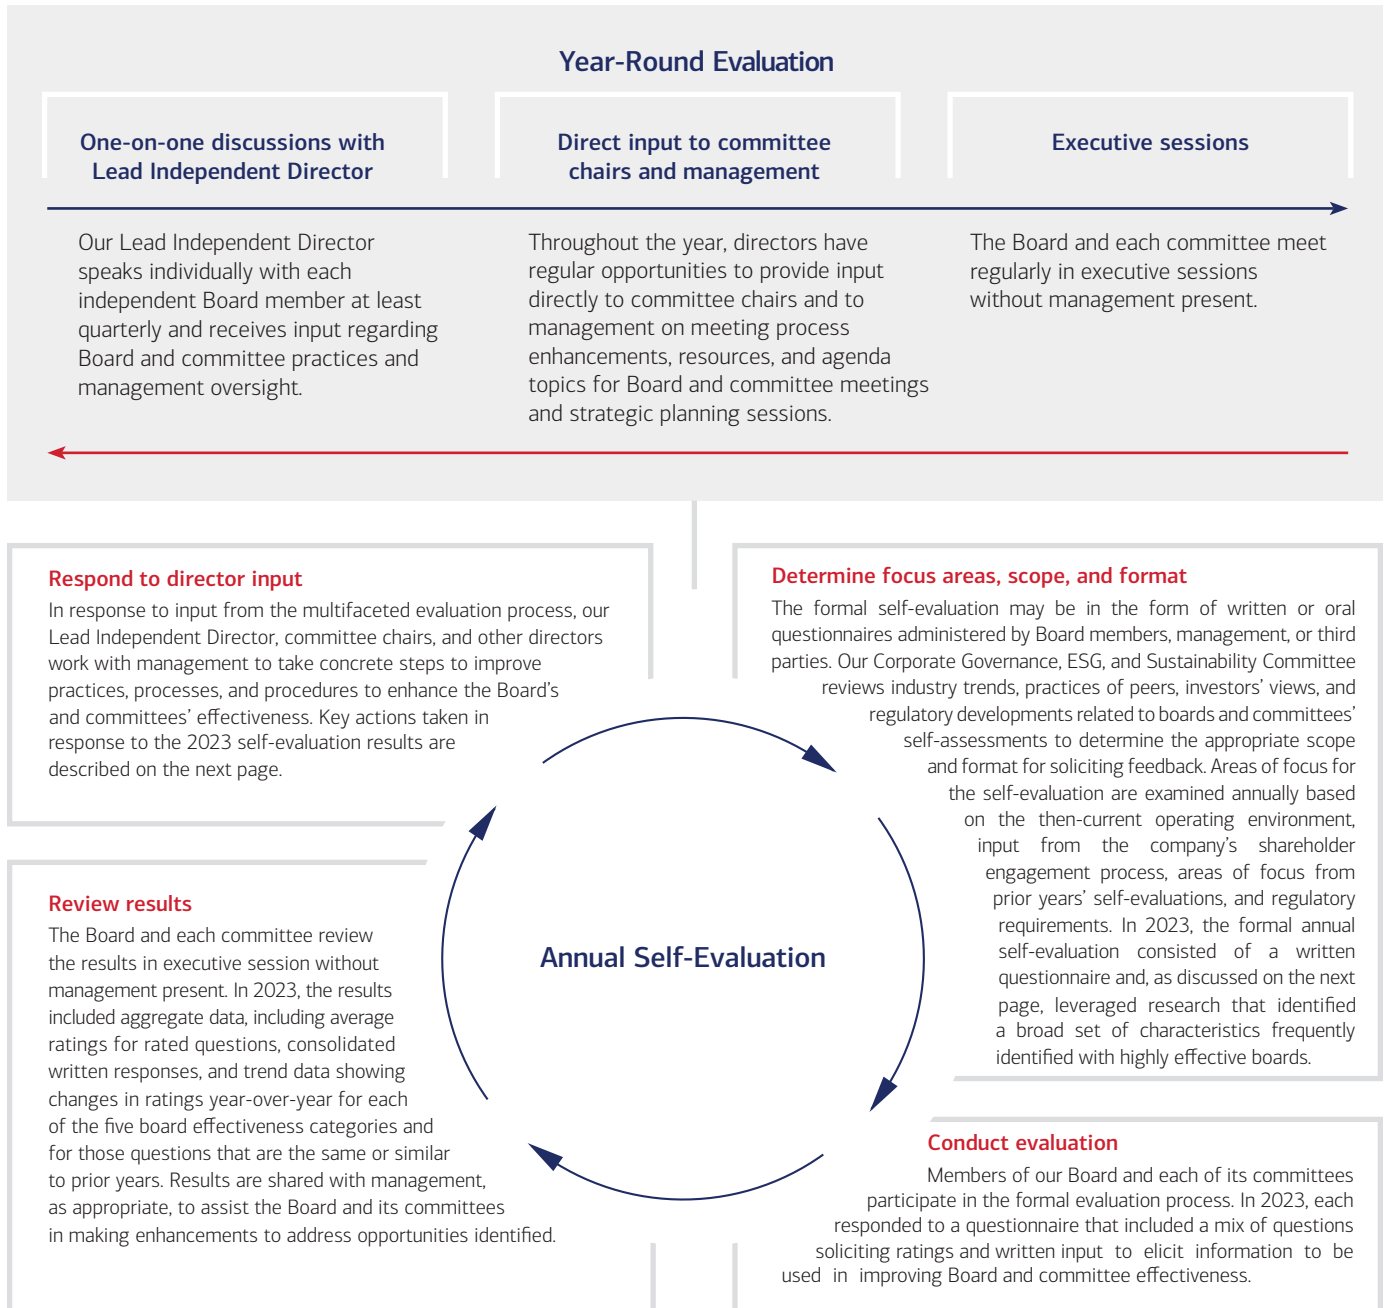 Year-Round Evaluation
One-on-one discussions with
Lead Independent Director
Our Lead Independent Director
speaks individually with each
independent Board member at least
quarterly and receives input regarding
Board and committee practices and
management oversight.
Direct input to committee
chairs and management
Throughout the year, directors have
regular opportunities to provide input
directly to committee chairs and to
management on meeting process
enhancements, resources, and agenda
topics for Board and committee meetings
and strategic planning sessions.
Executive sessions
The Board and each committee meet
regularly in executive sessions
without management present.
Respond to director input
In response to input from the multifaceted evaluation process, our
Lead Independent Director, committee chairs, and other directors
work with management to take concrete steps to improve
practices, processes, and procedures to enhance the Board's
and committees' effectiveness. Key actions taken in
response to the 2023 self-evaluation results are
described on the next page.
Determine focus areas, scope, and format
The formal self-evaluation may be in the form of written or oral
questionnaires administered by Board members, management, or third
parties. Our Corporate Governance, ESG, and Sustainability Committee
reviews industry trends, practices of peers, investors' views, and
regulatory developments related to boards and committees'
self-assessments to determine the appropriate scope
and format for soliciting feedback. Areas of focus for
the self-evaluation are examined annually based
on the then-current operating environment,
input from the company's shareholder
engagement process, areas of focus from
prior years' self-evaluations, and regulatory
requirements. In 2023, the formal annual
self-evaluation consisted of a written
questionnaire and, as discussed on the next
page, leveraged research that identified
a broad set of characteristics frequently
identified with highly effective boards.
Annual Self-Evaluation
Review results
The Board and each committee review
the results in executive session without
management present. In 2023, the results
included aggregate data, including average
ratings for rated questions, consolidated
written responses, and trend data showing
changes in ratings year-over-year for each
of the five board effectiveness categories and
for those questions that are the same or similar
to prior years. Results are shared with management,
as appropriate, to assist the Board and its committees
in making enhancements to address opportunities identified.
Conduct evaluation
Members of our Board and each of its committees
participate in the formal evaluation process. In 2023, each
responded to a questionnaire that included a mix of questions
soliciting ratings and written input to elicit information to be
used in improving Board and committee effectiveness.